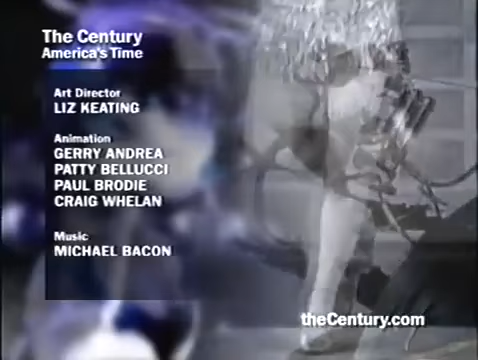 The Century
America's Time
Art Director
LIZ KEATING
Animation
GERRY ANDREA
PATTY BELLUCCI
PAUL BRODIE
CRAIG WHELAN
Music
MICHAEL BACON
theCentury.com